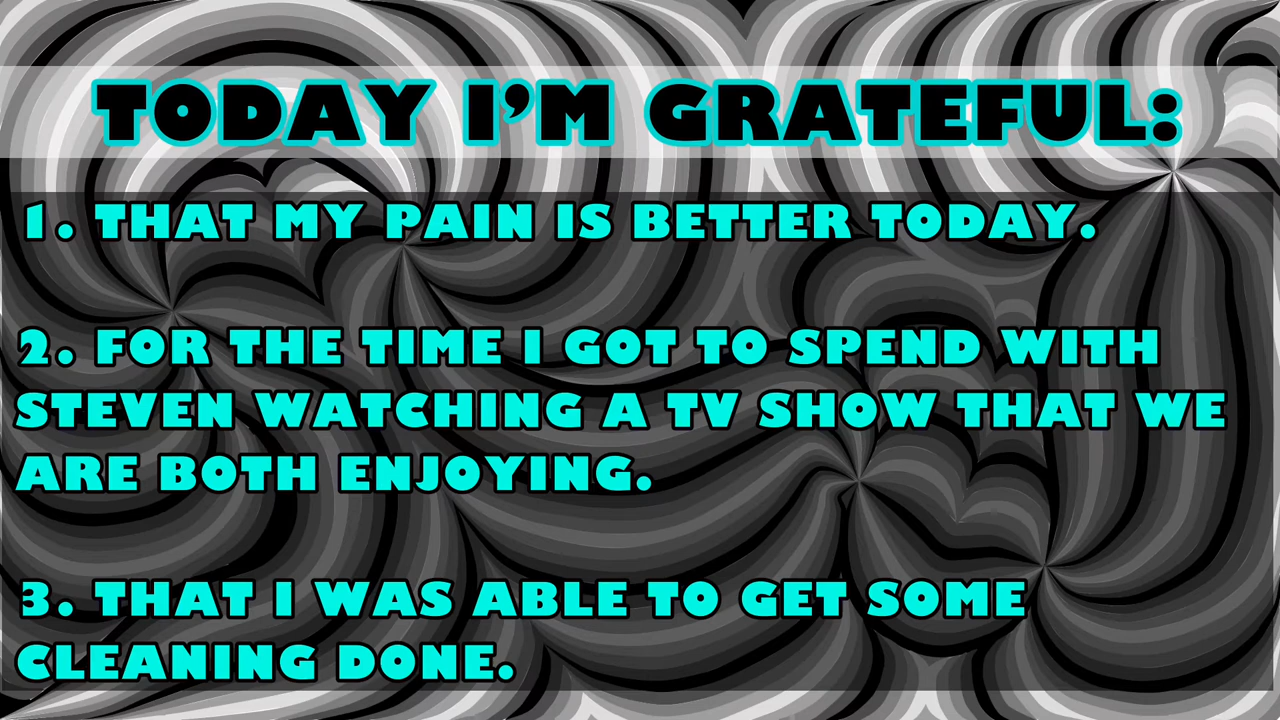 TODAY I'M GRATEFUL:
1. THAT MY PAIN IS BETTER TODAY.
2. FOR THE TIME I GOT TO SPEND WITH
STEVEN WATCHING A TV SHOW THAT WE
ARE BOTH ENJOYING.
3. THAT I WAS ABLE TO GET SOME
CLEANING DONE.